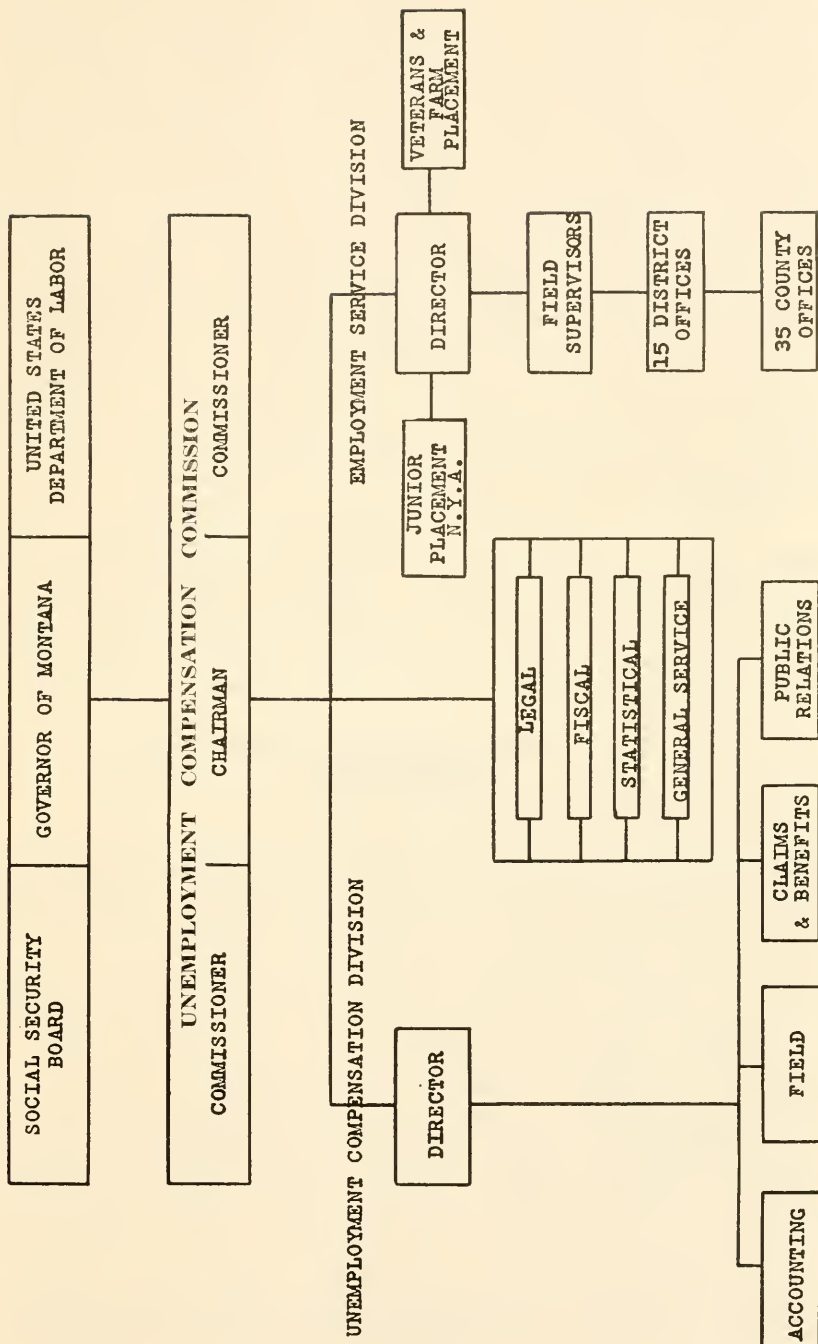 SOCIAL SECURITY
BOARD
GOVERNOR OF MONTANA
UNITED STATES
DEPARTMENT OF LABOR
UNEMPLOYMENT COMPENSATION COMMISSION
COMMISSIONER
CHAIRMAN
COMMISSIONER
UNEMPLOYMENT COMPENSATION DIVISION
EMPLOYMENT SERVICE DIVISION
DIRECTOR
JUNIOR
PLACEMENT
N.Y.A.
DIRECTOR
VETERANS &
FARM
PLACEMENT
LEGAL
FISCAL
STATISTICAL
GENERAL SERVICE
FIELD
SUPERVISORS
15 DISTRICT
OFFICES
35 COUNTY
OFFICES
ACCOUNTING
FIELD
CLAIMS
& BENEFITS
PUBLIC
RELATIONS